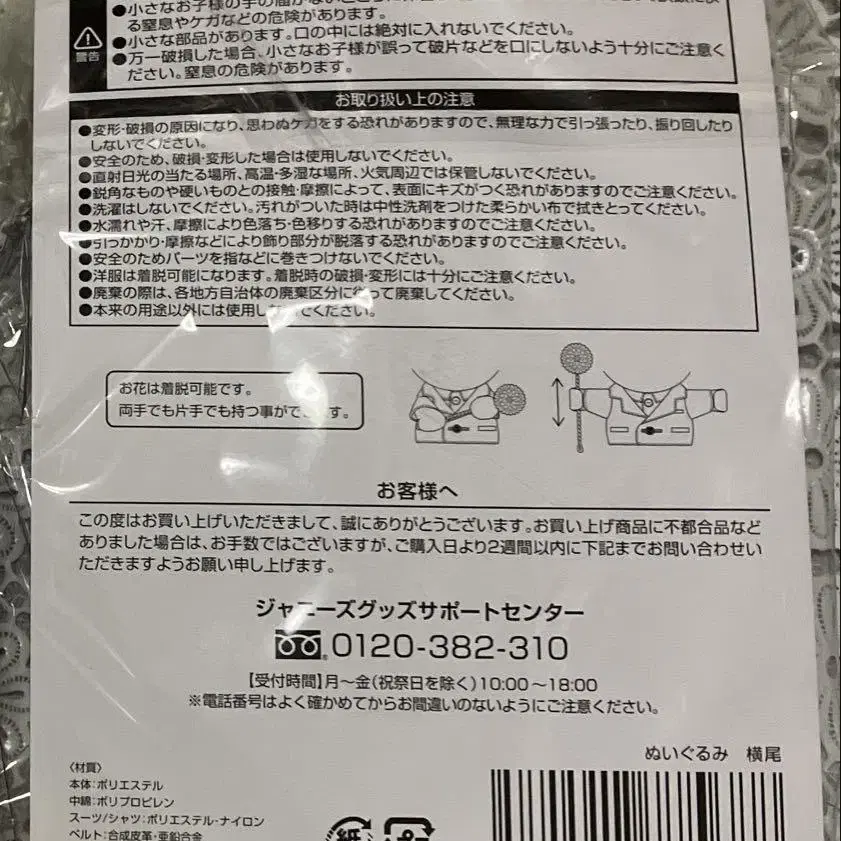 ●小さなお子様の手の届かないところに
る窒息やケガなどの危険があります。
●小さな部品があります。口の中には絶対に入れないでください。
●万一破損した場合、小さなお子様が誤って破片などを口にしないよう十分にご注意く
ださい。窒息の危険があります。
警告
お取り扱い上の注意
●変形・破損の原因になり、思わぬケガをする恐れがありますので、無理な力で引っ張ったり、振り回したり
しないでください。
●安全のため、破損・変形した場合は使用しないでください。
●直射日光の当たる場所、高温・多湿な場所、火気周辺では保管しないでください。
●鋭角なものや硬いものとの接触・摩擦によって、表面にキズがつく恐れがありますのでご注意ください。
●洗濯はしないでください。汚れがついた時は中性洗剤をつけた柔らかい布で拭きとってください。
●水濡れや汗、摩擦により色落ち・色移りする恐れがありますのでご注意ください。
●引っかかり・摩擦などにより飾り部分が脱落する恐れがありますのでご注意ください。
●安全のためパーツを指などに巻きつけないでください。
●洋服は着脱可能になります。着脱時の破損・変形には十分にご注意ください。
●廃棄の際は、各地方自治体の廃棄区分に従って廃棄してください。
●本来の用途以外には使用しないでください。
お花は着脱可能です。
両手でも片手でも持つ事がで す。
お客様へ
この度はお買い上げいただきまして、誠にありがとうございます。お買い上げ商品に不都合品など
ありました場合は、お手数ではございますが、ご購入日より2週間以内に下記までお問い合わせい
ただきますようお願い申し上げます。
ジャニーズグッズサポートセンター
0120-382-310
【受付時間】月〜金(祝祭日を除く)10:00〜18:00
※電話番号はよく確かめてからお間違いのないようにご注意ください。
ぬいぐるみ 横尾
〈材質〉
本体:ポリエステル
中綿:ポリプロピレン
スーツ/シャツ:ポリエステル・ナイロン
ベルト:合成皮革・亜鉛合金